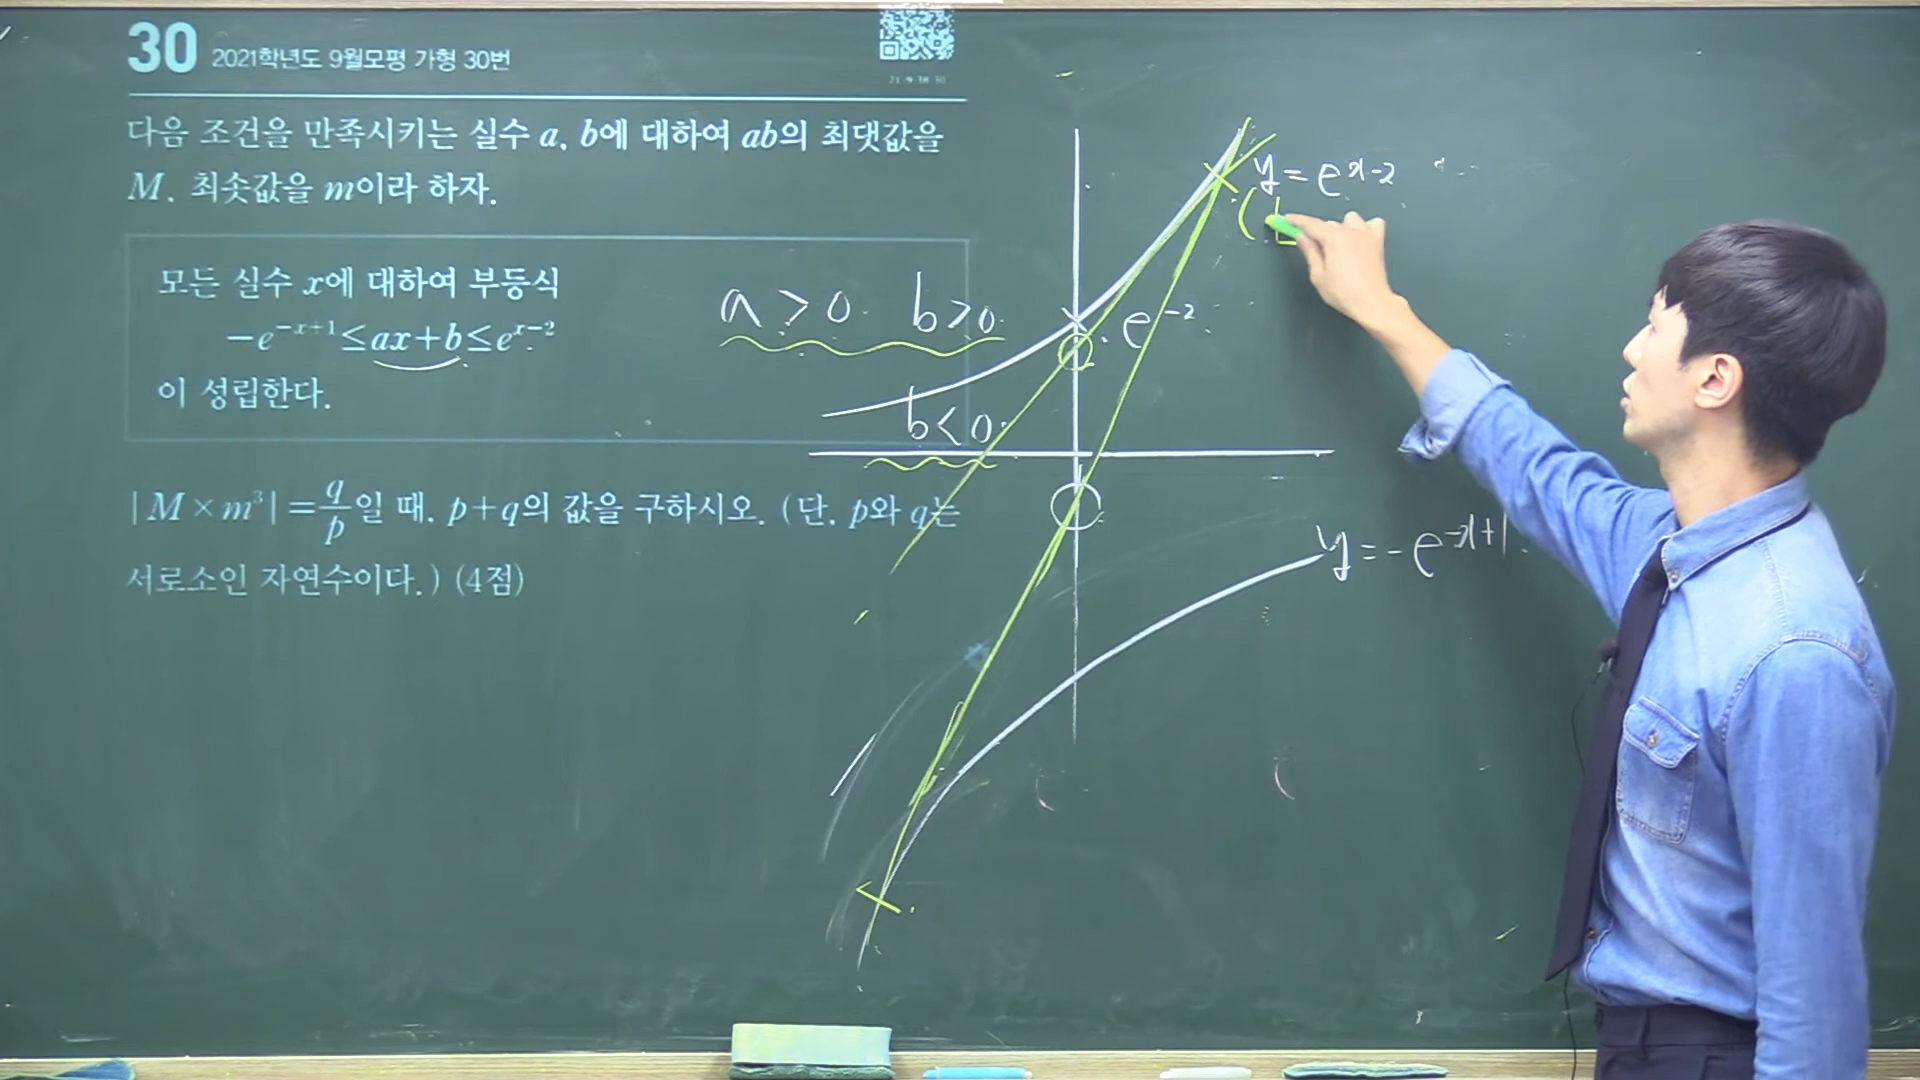 30 2021학년도 9월모평 가형 30번
21 9 30
다음 조건을 만족시키는 실수 a, b에 대하여 ab의 최댓값을
M, 최솟값을 m이라 하자.
모든 실수 x에 대하여 부등식
-e^{-x+1}≤ax+b≤e^{x-2}
이 성립한다.
|M×m³|=q/p일 때, p+q의 값을 구하시오. (단, p와 q는
서로소인 자연수이다.) (4점)
a>0. b>0.
b<0.
y=e^{x-2}
(t
e^{-2}.
y=-e^{-x+1}.